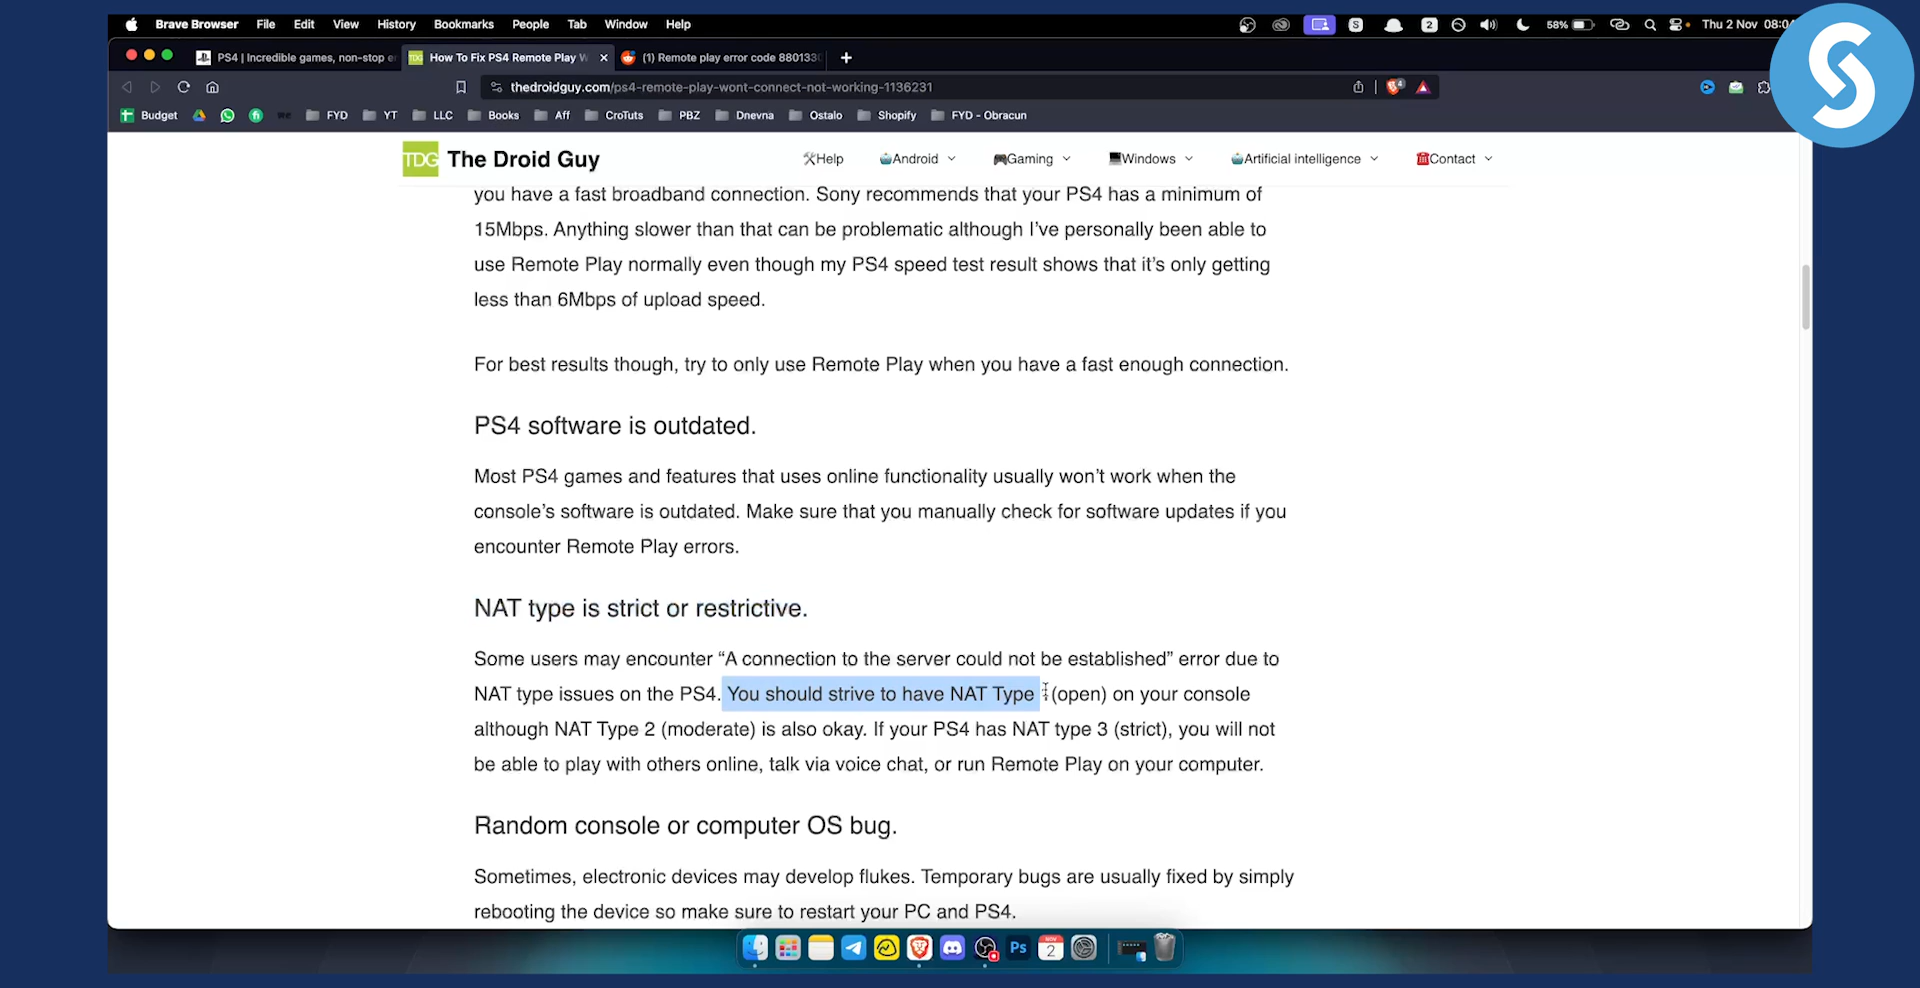 Brave Browser File Edit View History Bookmarks People Tab Window Help
S 2 58% Thu 2 Nov 08:04
PS4 | Incredible games, non-stop e
TDG How To Fix PS4 Remote Play W
(1) Remote play error code 880133
thedroidguy.com/ps4-remote-play-wont-connect-not-working-1136231
Budget FYD YT LLC Books Aff CroTuts PBZ Dnevna Ostalo Shopify FYD - Obracun
TDG The Droid Guy Help Android Gaming Windows Artificial intelligence Contact
you have a fast broadband connection. Sony recommends that your PS4 has a minimum of
15Mbps. Anything slower than that can be problematic although I’ve personally been able to
use Remote Play normally even though my PS4 speed test result shows that it’s only getting
less than 6Mbps of upload speed.
For best results though, try to only use Remote Play when you have a fast enough connection.
PS4 software is outdated.
Most PS4 games and features that uses online functionality usually won’t work when the
console’s software is outdated. Make sure that you manually check for software updates if you
encounter Remote Play errors.
NAT type is strict or restrictive.
Some users may encounter “A connection to the server could not be established” error due to
NAT type issues on the PS4. You should strive to have NAT Type (open) on your console
although NAT Type 2 (moderate) is also okay. If your PS4 has NAT type 3 (strict), you will not
be able to play with others online, talk via voice chat, or run Remote Play on your computer.
Random console or computer OS bug.
Sometimes, electronic devices may develop flukes. Temporary bugs are usually fixed by simply
rebooting the device so make sure to restart your PC and PS4.
Ps NOV 2